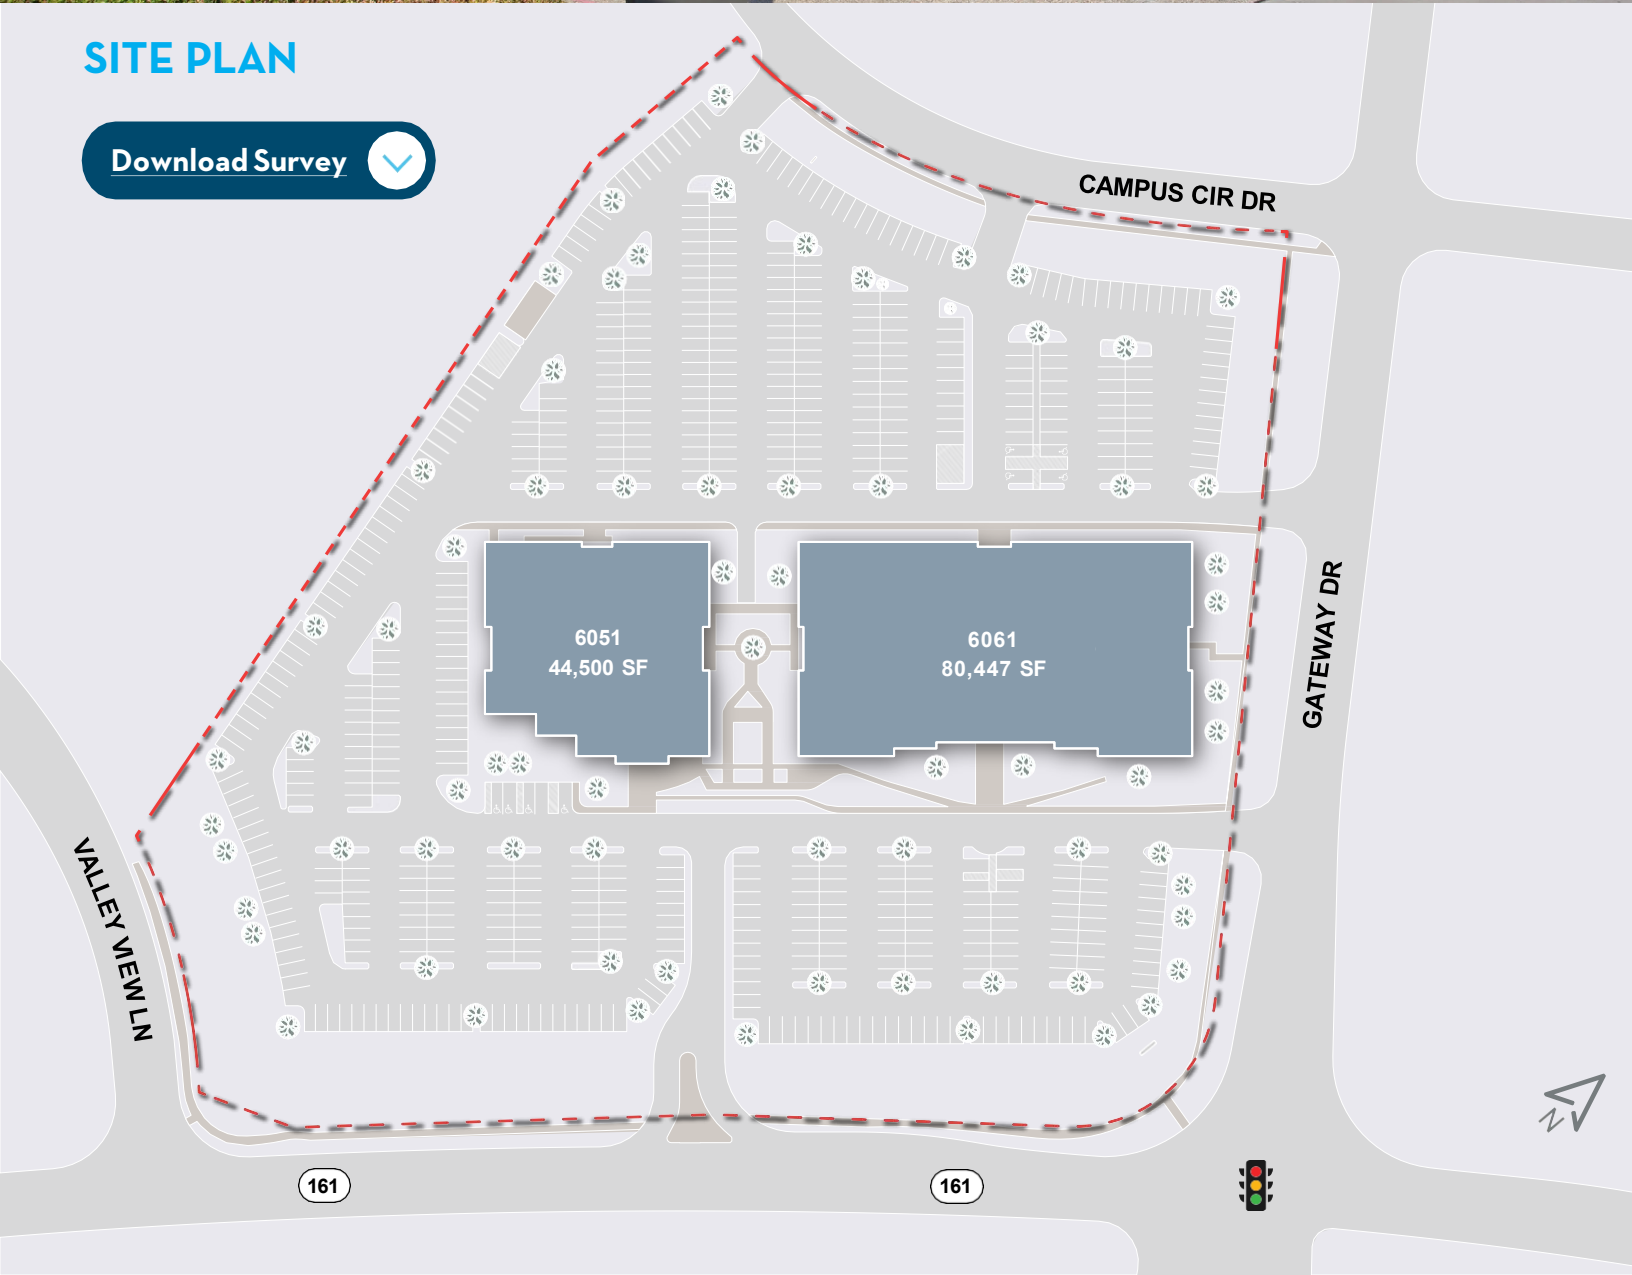 SITE PLAN
Download Survey
CAMPUS CIR DR
6051
44,500 SF
6061
80,447 SF
GATEWAY DR
VALLEY VIEW LN
161
161
N